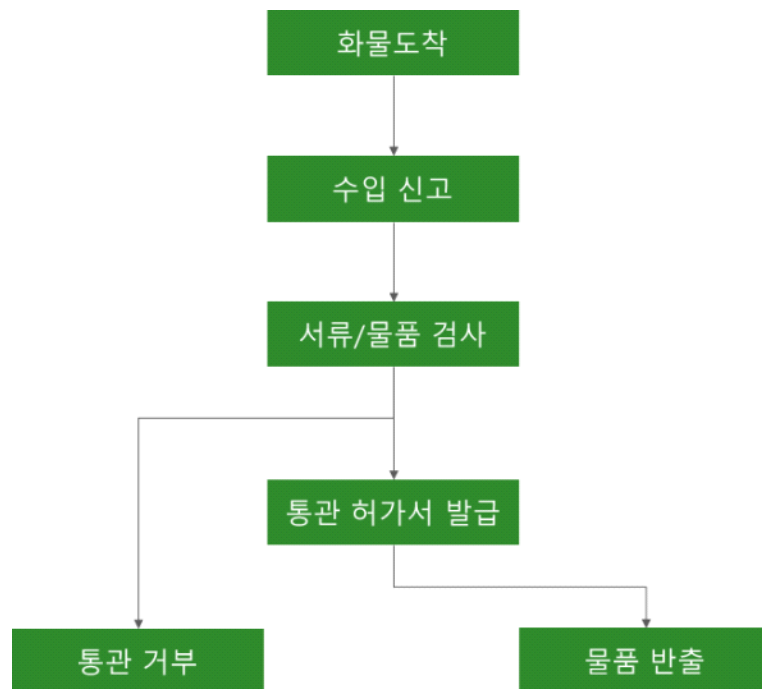 화물도착
수입 신고
서류/물품 검사
통관 허가서 발급
통관 거부
물품 반출